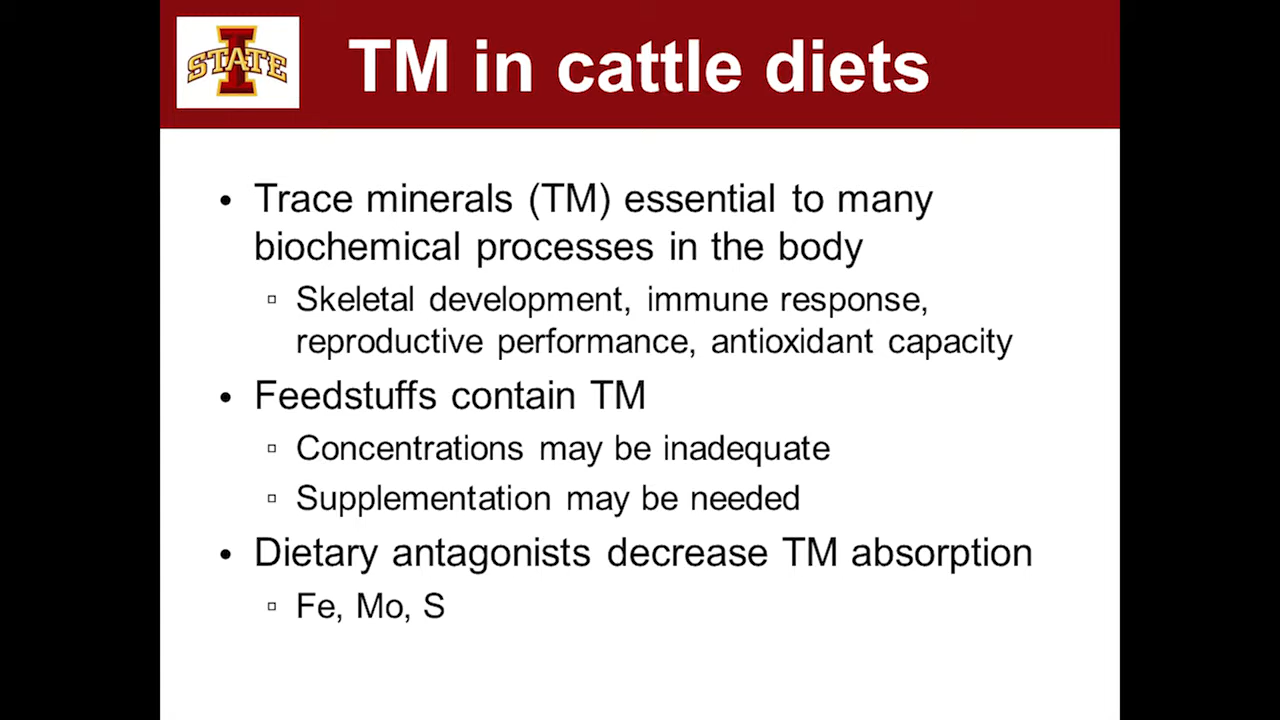 STATE
TM in cattle diets
• Trace minerals (TM) essential to many
biochemical processes in the body
▫ Skeletal development, immune response,
reproductive performance, antioxidant capacity
• Feedstuffs contain TM
▫ Concentrations may be inadequate
▫ Supplementation may be needed
• Dietary antagonists decrease TM absorption
▫ Fe, Mo, S